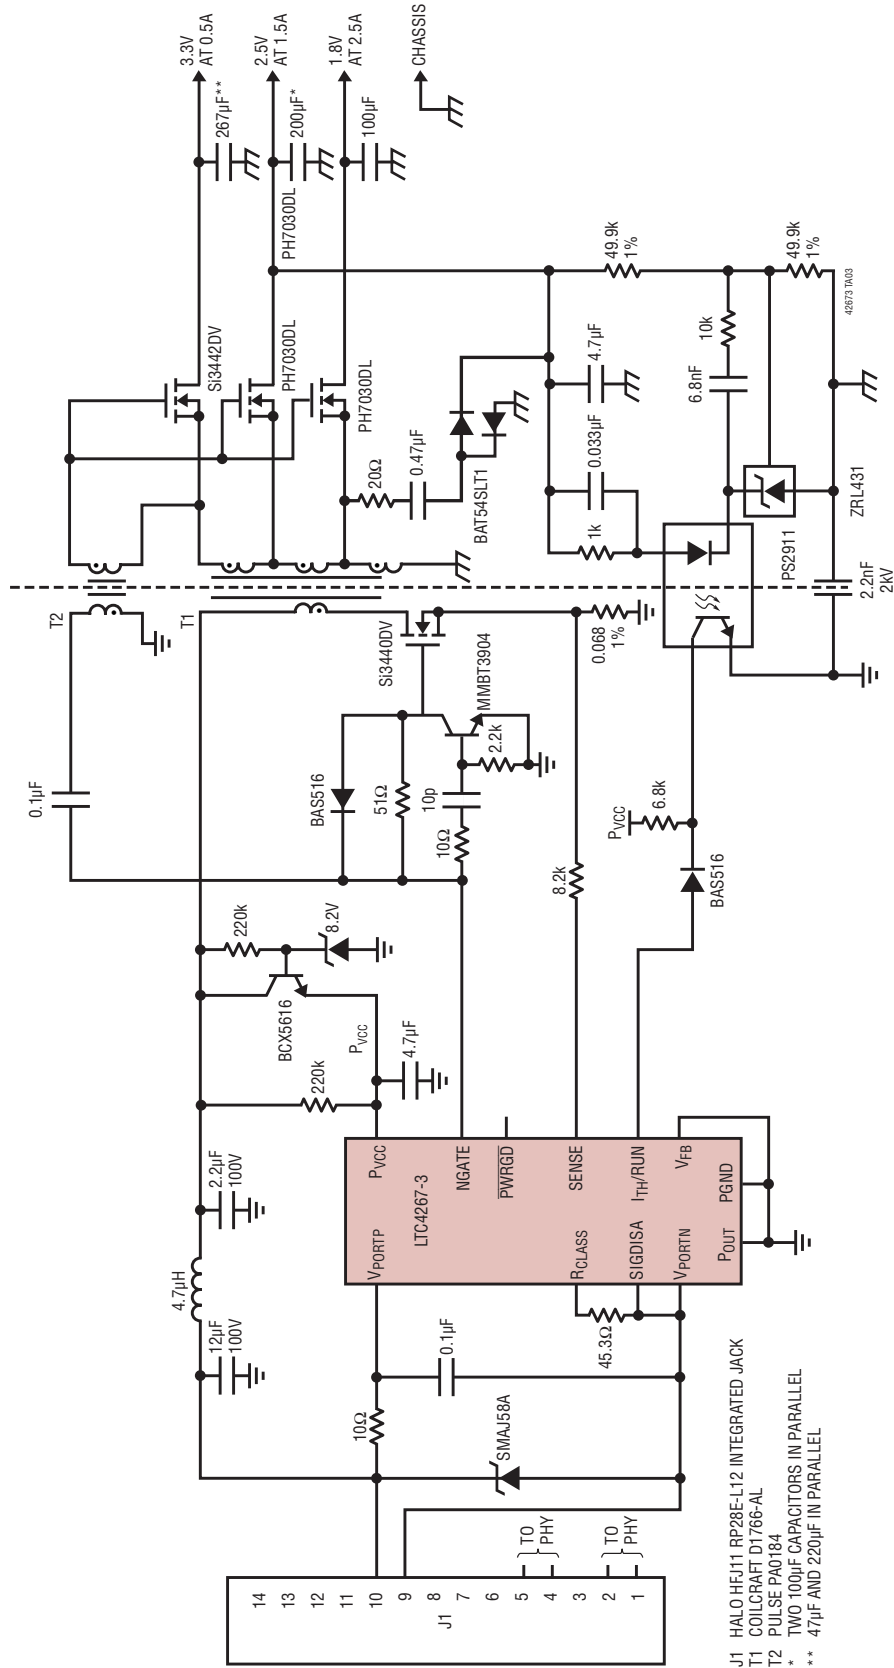 3.3V
AT 0.5A
2.5V
AT 1.5A
1.8V
AT 2.5A
CHASSIS
267µF**
200µF*
100µF
PH7030DL
Si3442DV
PH7030DL
PH7030DL
20Ω
0.47µF
BAT54SLT1
49.9k
1%
49.9k
1%
42673 TA03
10k
6.8nF
4.7µF
0.033µF
1k
ZRL431
PS2911
2.2nF
2kV
T2
T1
Si3440DV
MMBT3904
0.068
1%
0.1µF
BAS516
51Ω
10p
2.2k
10Ω
PVCC
6.8k
8.2k
BAS516
220k
8.2V
BCX5616
PVCC
220k
4.7µF
2.2µF
100V
4.7µH
12µF
100V
LTC4267-3
VPORTP
PVCC
NGATE
PWRGD
SENSE
RCLASS
ITH/RUN
SIGDISA
VFB
VPORTN
PGND
POUT
45.3Ω
0.1µF
10Ω
SMAJ58A
14
13
12
11
10
9
8
7
6
5
4
3
2
1
J1
TO
PHY
TO
PHY
J1 HALO HFJ11 RP28E-L12 INTEGRATED JACK
T1 COILCRAFT D1766-AL
T2 PULSE PA0184
* TWO 100µF CAPACITORS IN PARALLEL
** 47µF AND 220µF IN PARALLEL